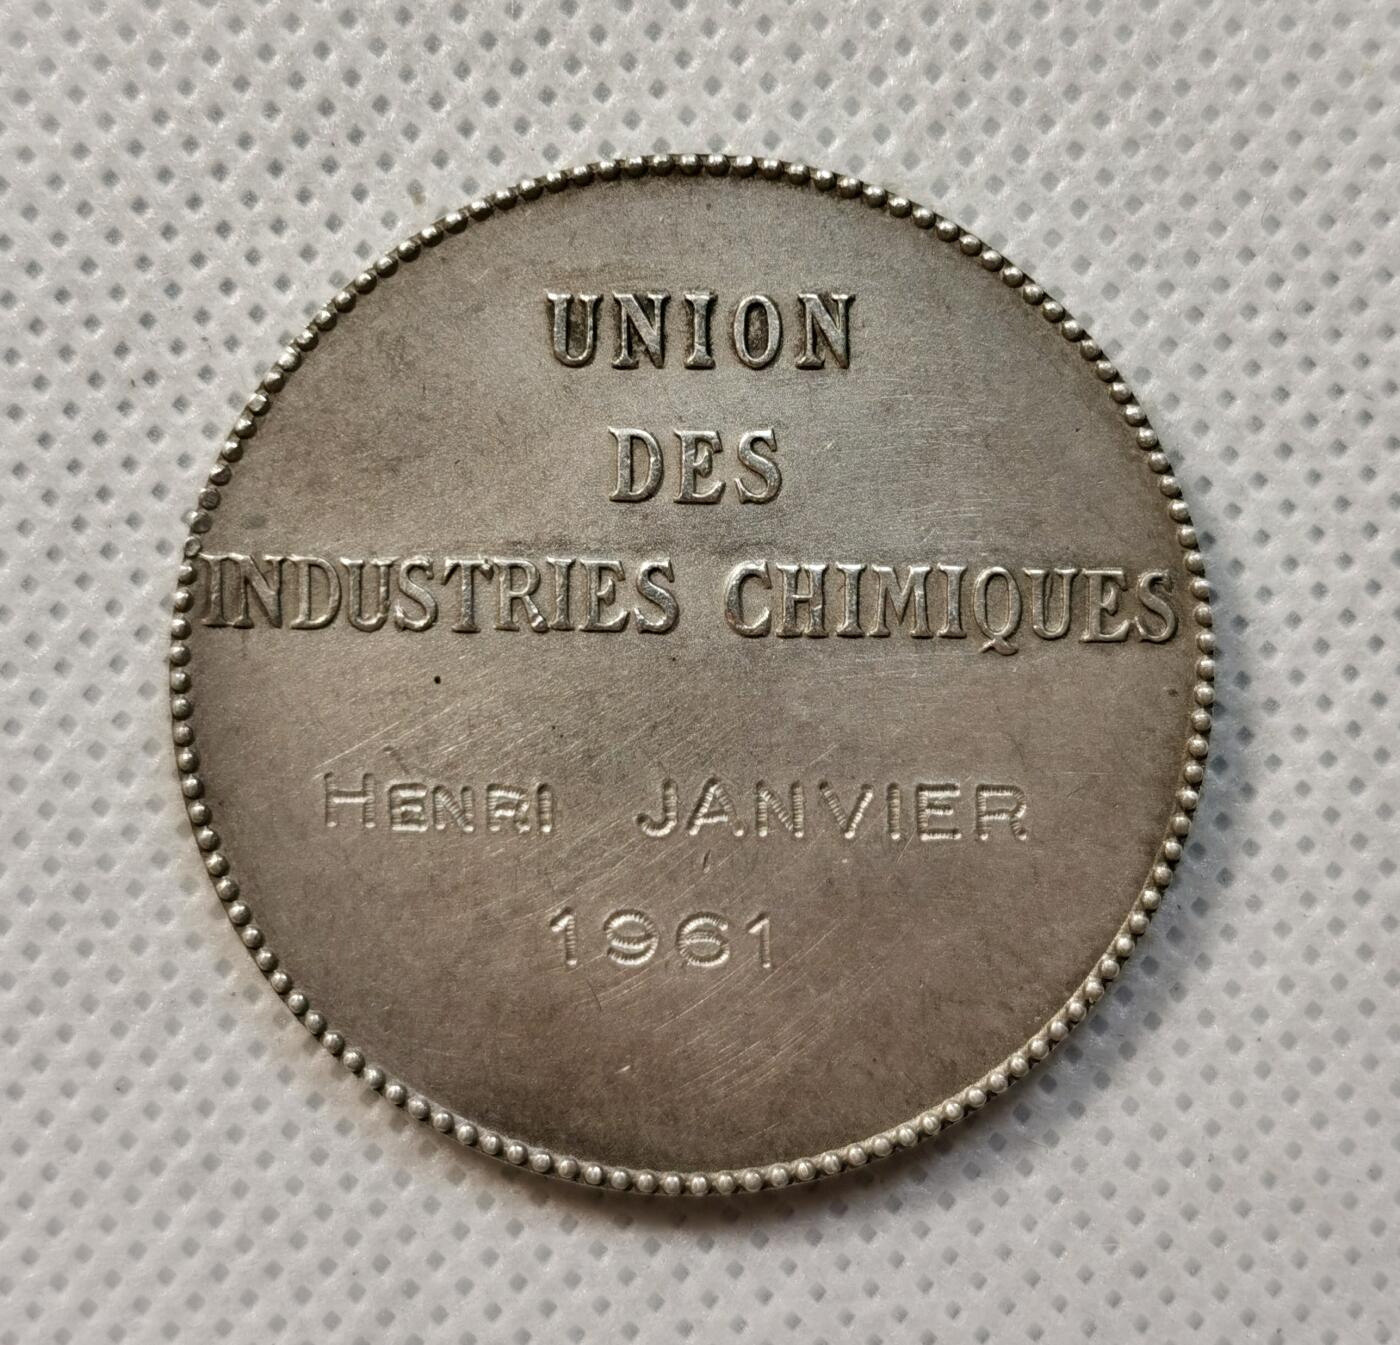 UNION
DES
INDUSTRIES CHIMIQUES
HENRI JANVIER
1961